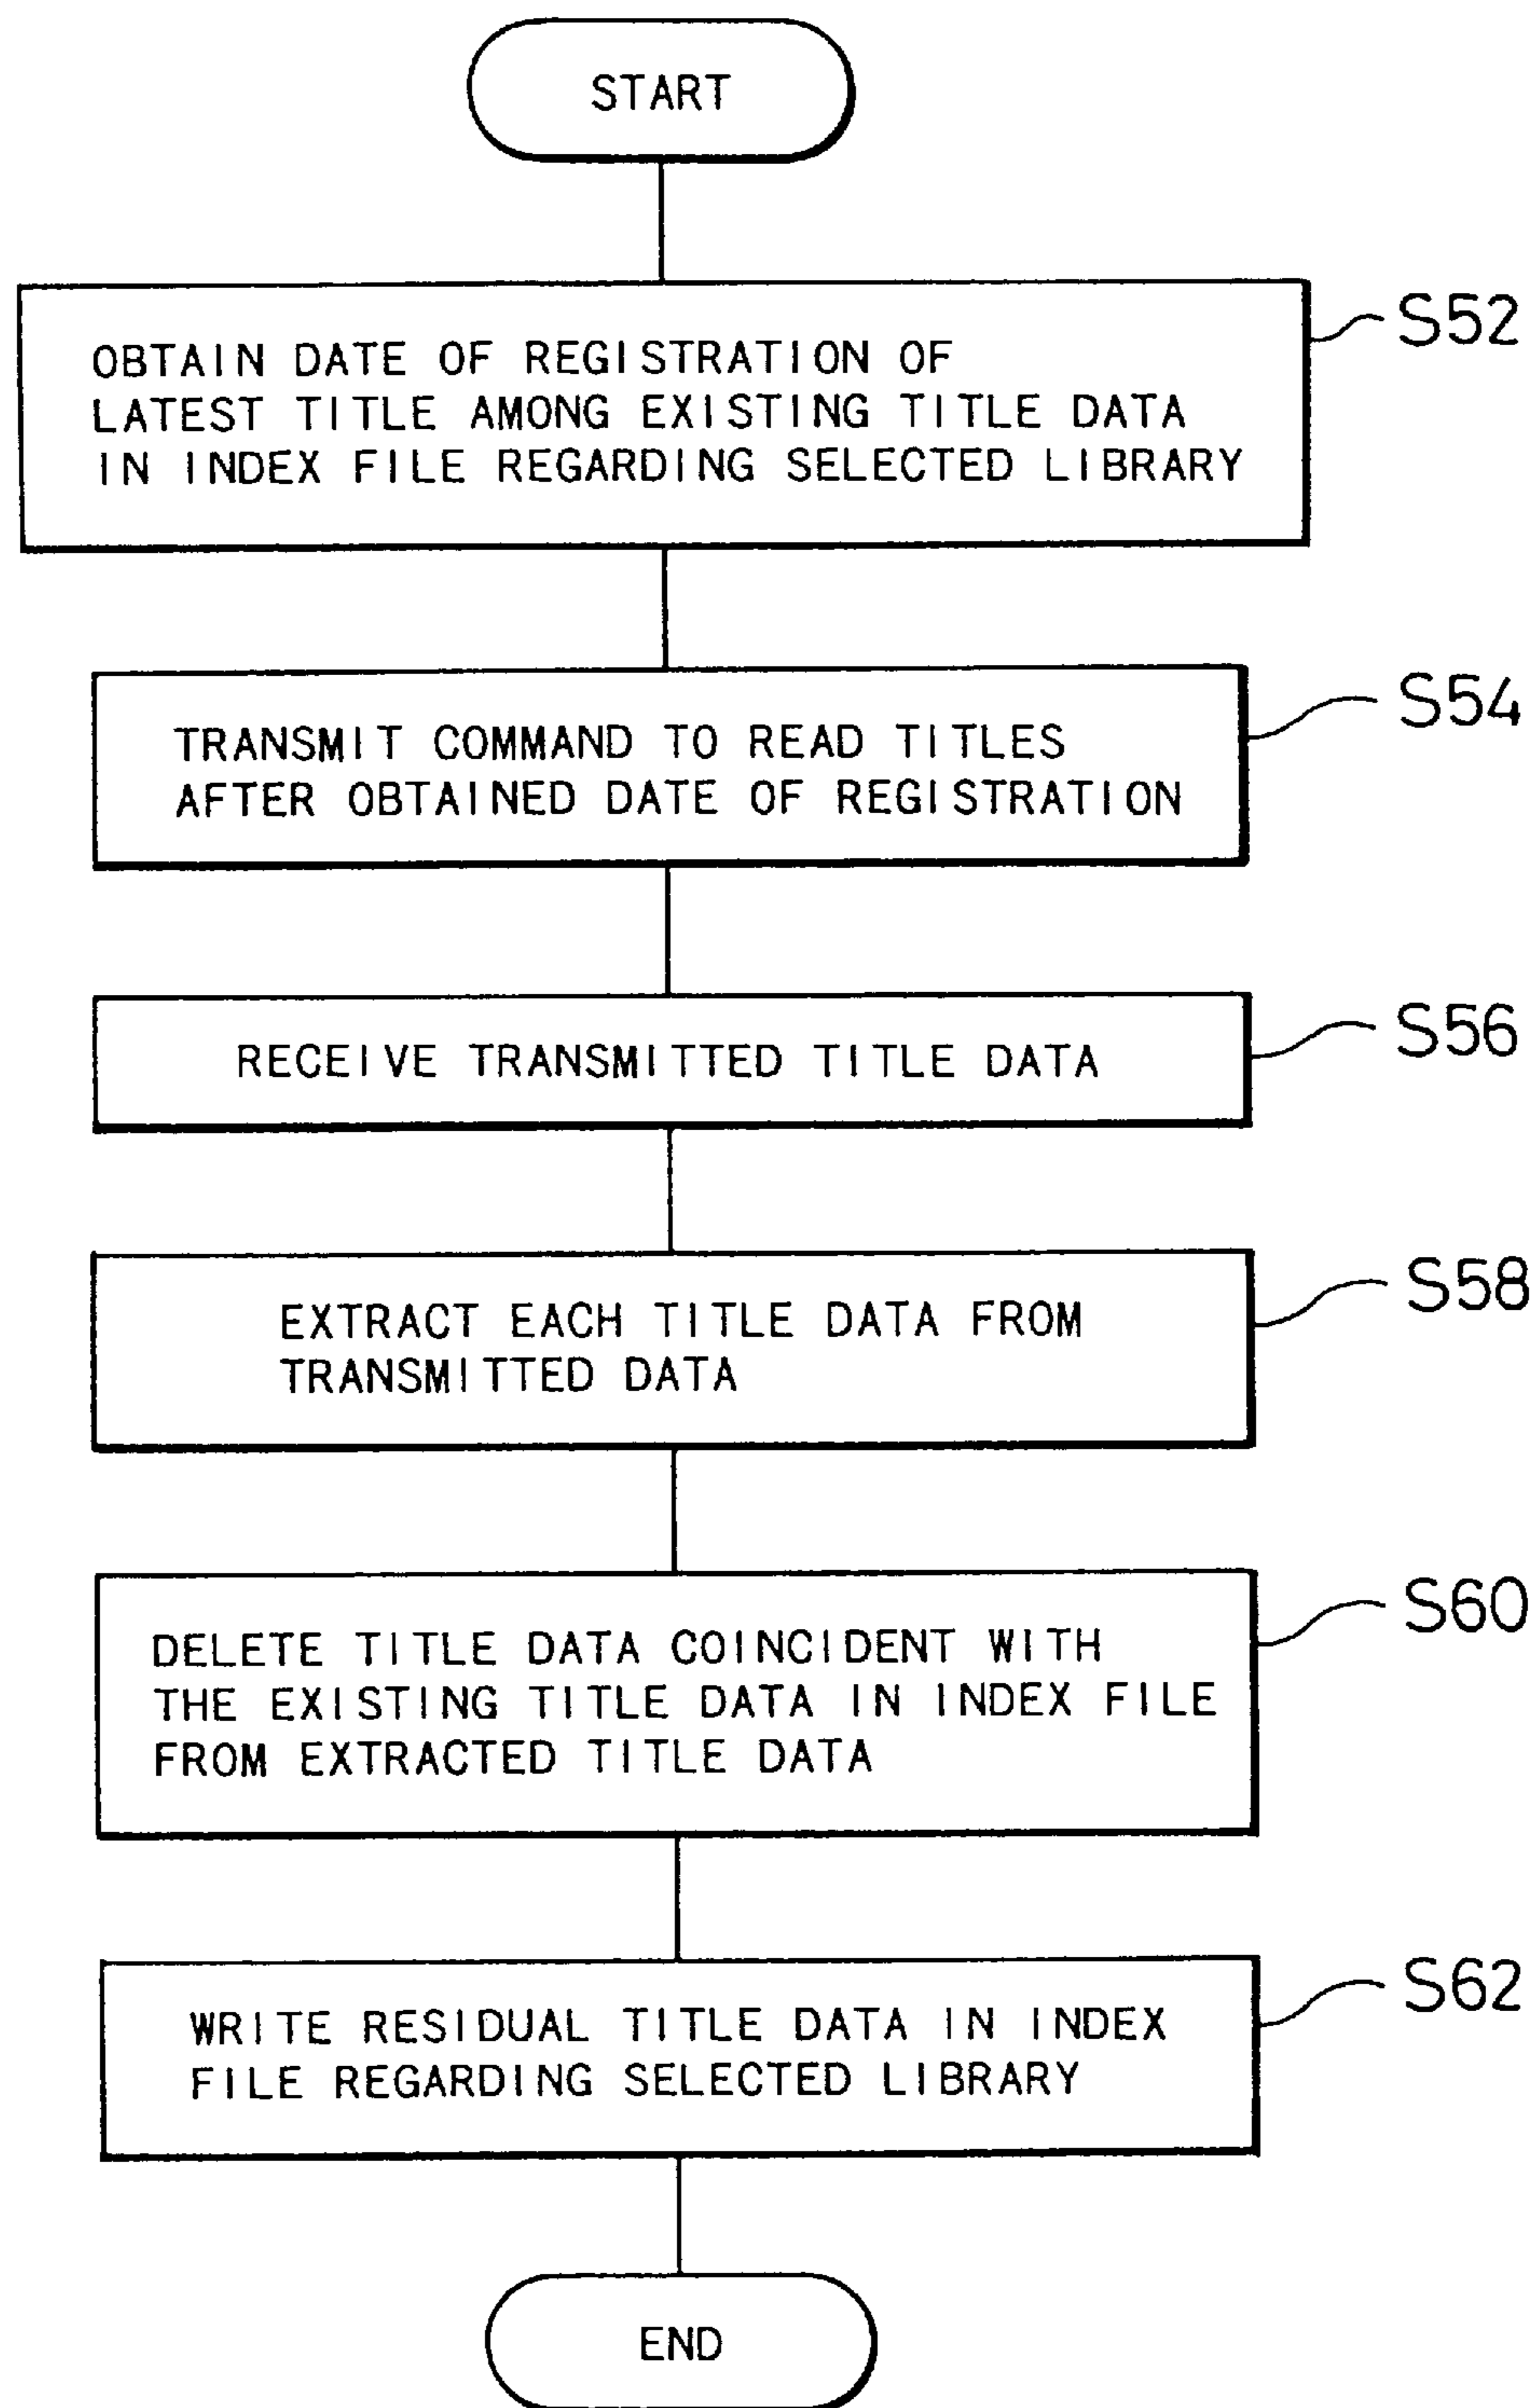 START
OBTAIN DATE OF REGISTRATION OF
LATEST TITLE AMONG EXISTING TITLE DATA
IN INDEX FILE REGARDING SELECTED LIBRARY
S52
TRANSMIT COMMAND TO READ TITLES
AFTER OBTAINED DATE OF REGISTRATION
S54
RECEIVE TRANSMITTED TITLE DATA
S56
EXTRACT EACH TITLE DATA FROM
TRANSMITTED DATA
S58
DELETE TITLE DATA COINCIDENT WITH
THE EXISTING TITLE DATA IN INDEX FILE
FROM EXTRACTED TITLE DATA
S60
WRITE RESIDUAL TITLE DATA IN INDEX
FILE REGARDING SELECTED LIBRARY
S62
END